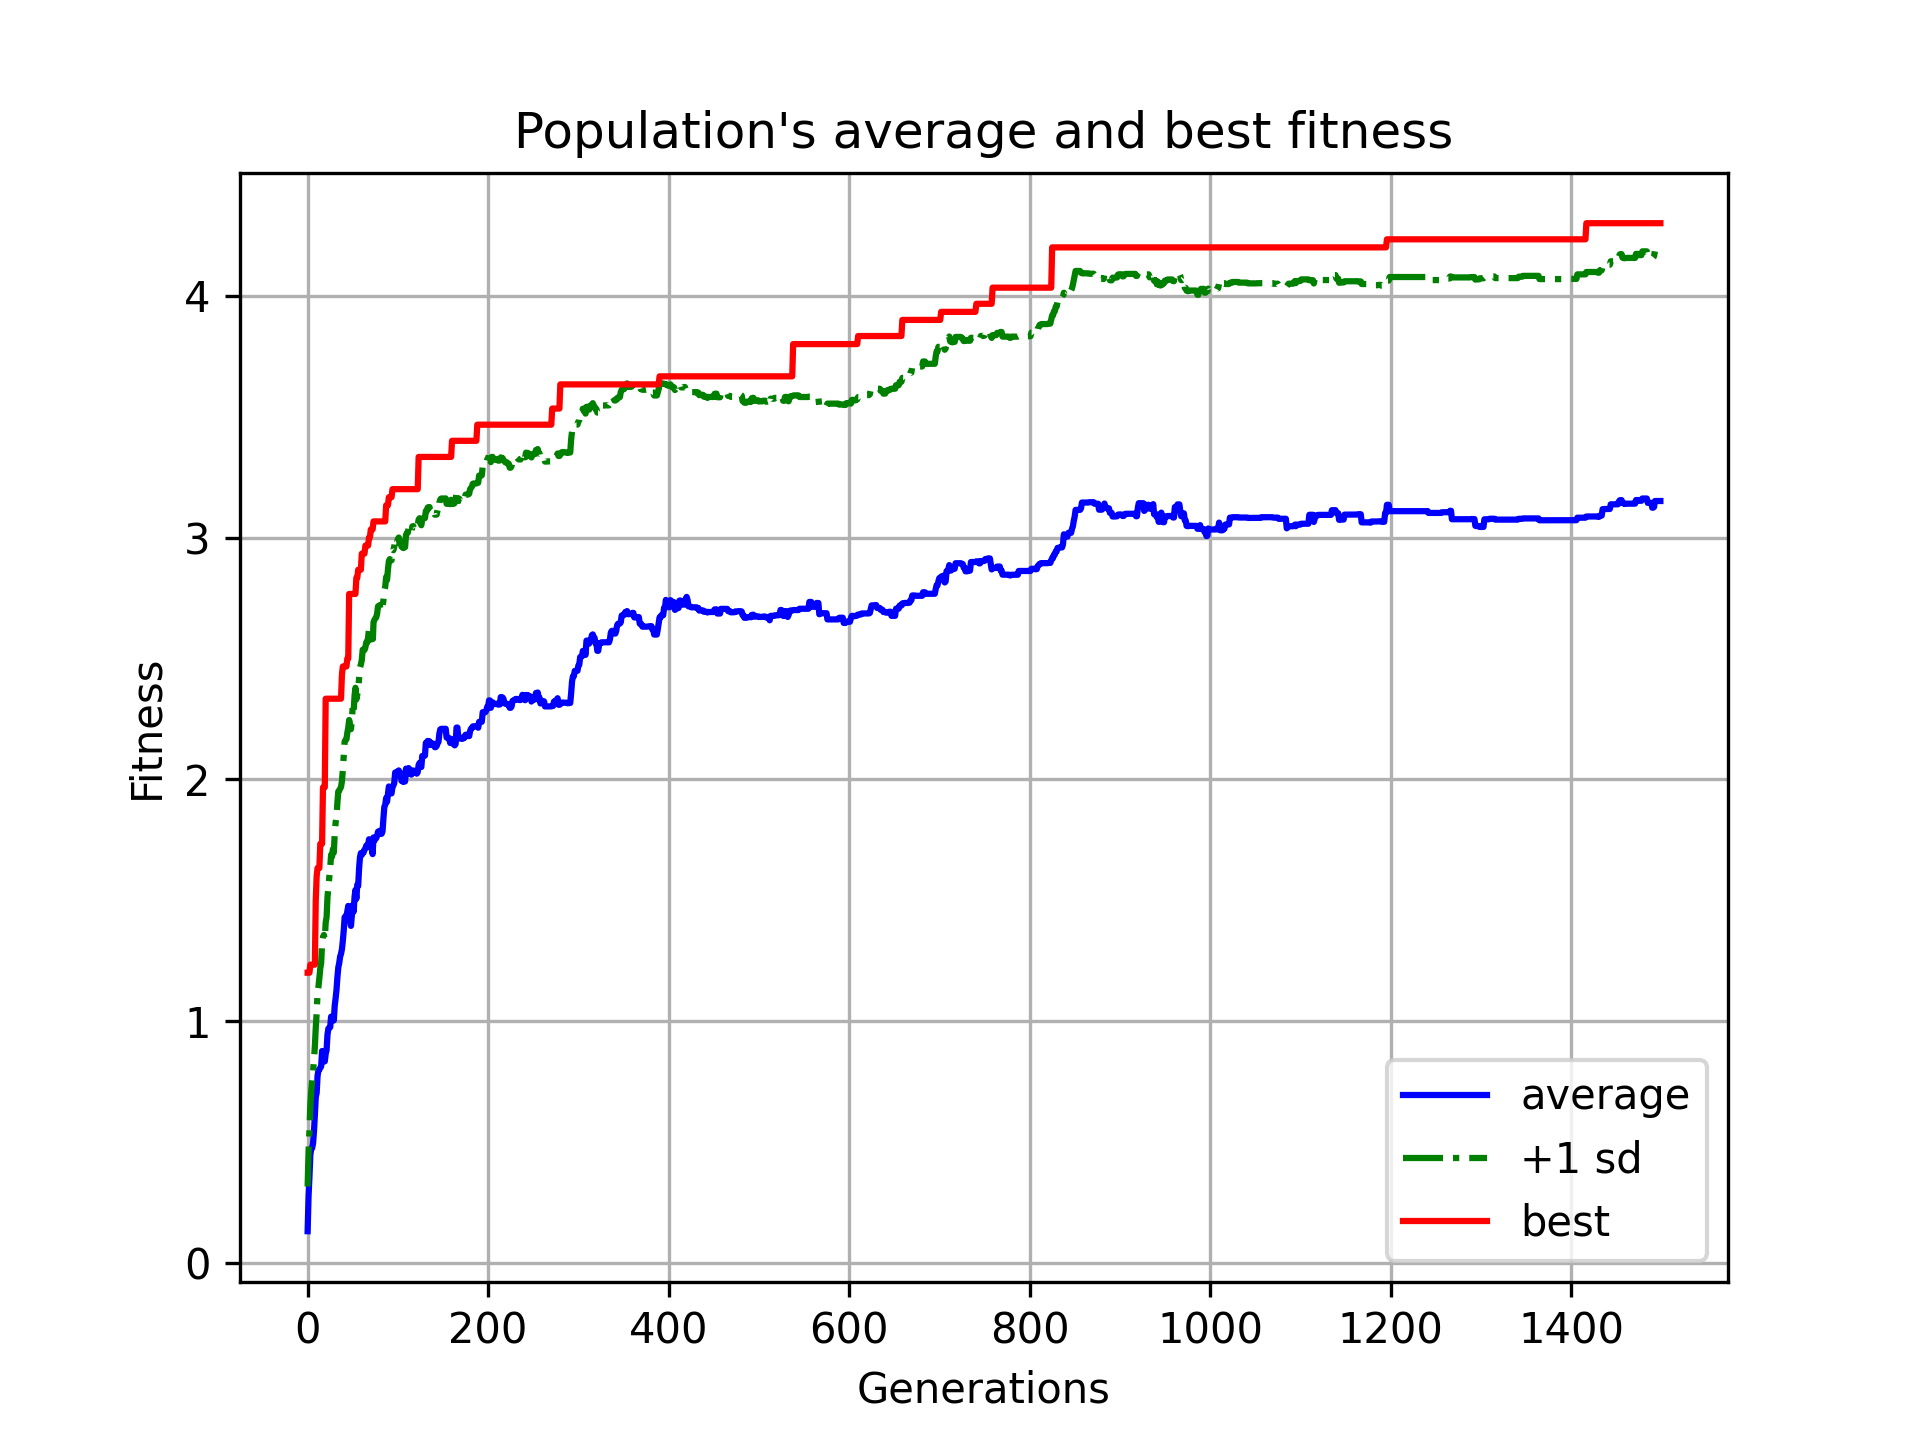 Population's average and best fitness
Fitness
4
3
2
1
0
0 200 400 600 800 1000 1200 1400
Generations
average
+1 sd
best